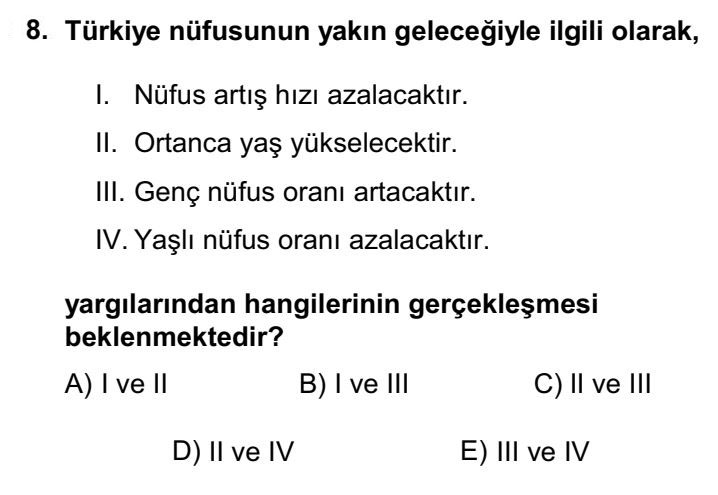 8. Türkiye nüfusunun yakın geleceğiyle ilgili olarak,
I. Nüfus artış hızı azalacaktır.
II. Ortanca yaş yükselecektir.
III. Genç nüfus oranı artacaktır.
IV. Yaşlı nüfus oranı azalacaktır.
yargılarından hangilerinin gerçekleşmesi
beklenmektedir?
A) I ve II B) I ve III C) II ve III
D) II ve IV E) III ve IV